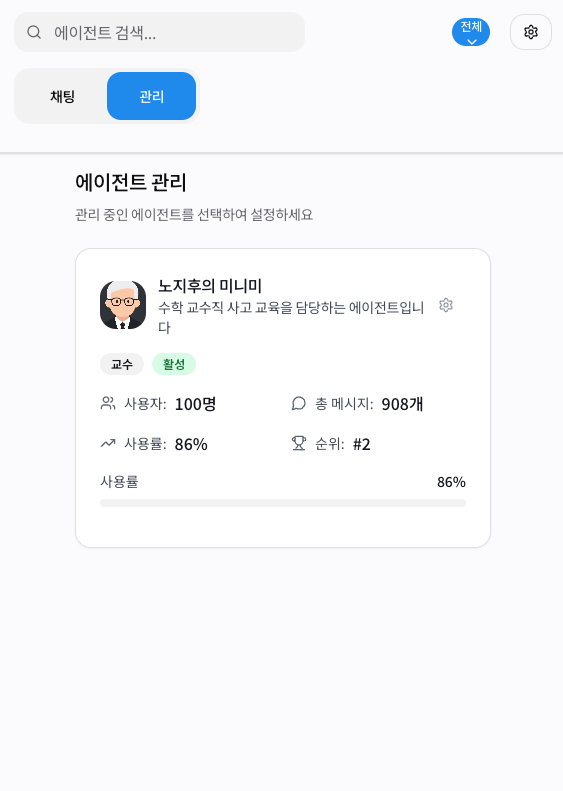 에이전트 검색...
전체
채팅
관리
에이전트 관리
관리 중인 에이전트를 선택하여 설정하세요
노지후의 미니미
수학 교수직 사고 교육을 담당하는 에이전트입니
다
교수
활성
사용자: 100명
총 메시지: 908개
사용률: 86%
순위: #2
사용률
86%